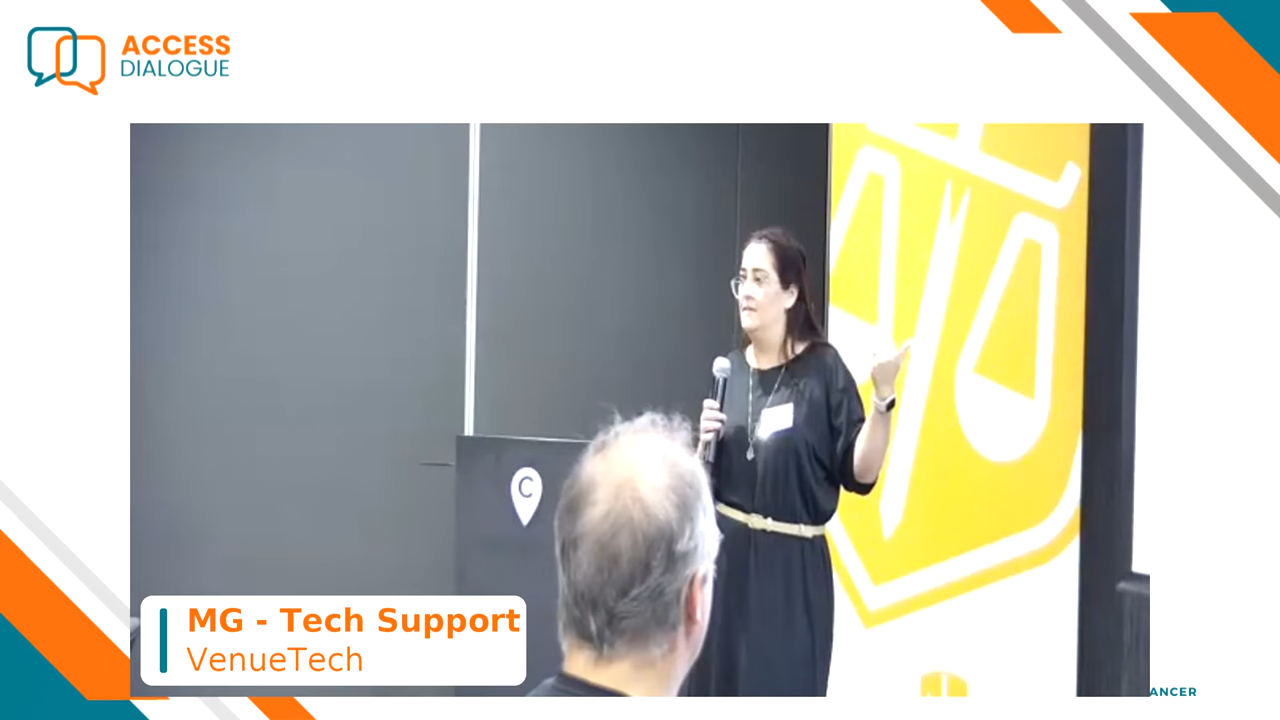 ACCESS
DIALOGUE
C
MG - Tech Support
VenueTech
ANCER